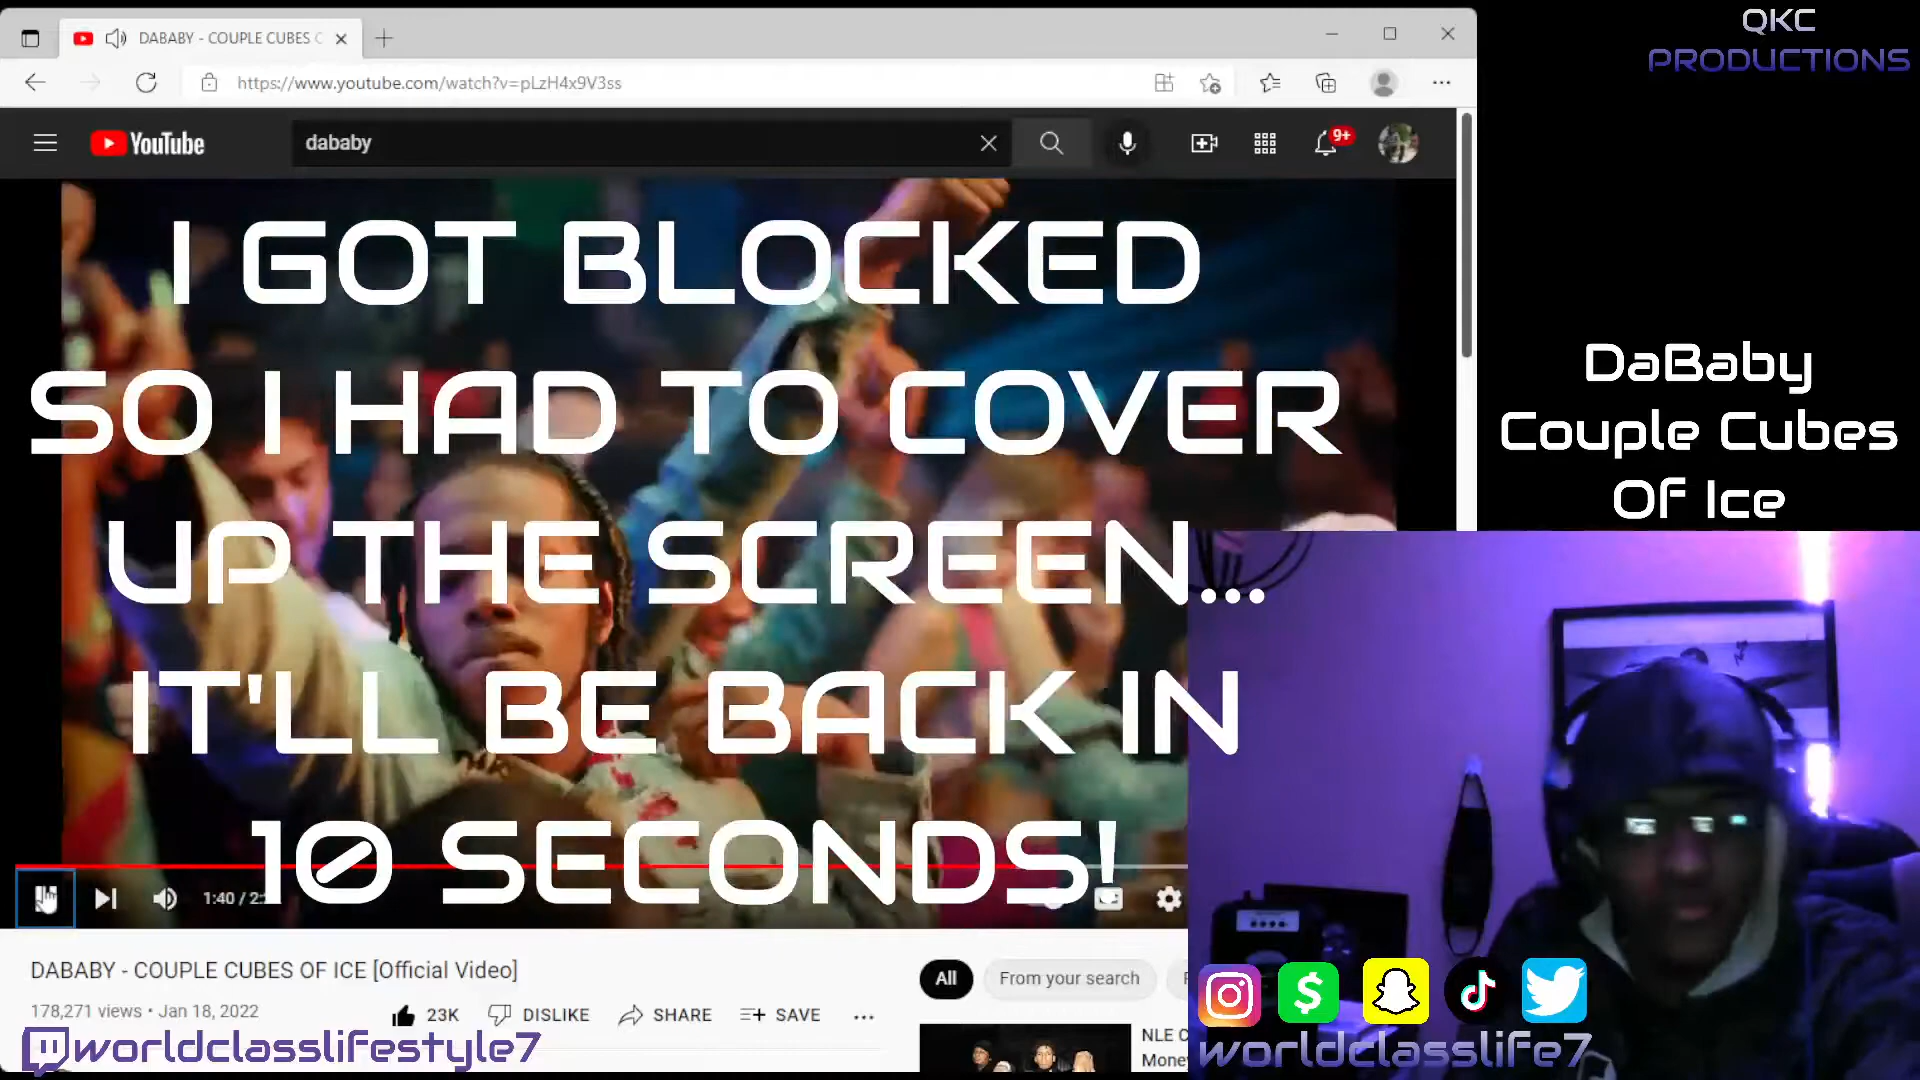 DABABY - COUPLE CUBES
https://www.youtube.com/watch?v=pLzH4x9V3ss
QKC
PRODUCTIONS
YouTube
dababy
9+
I GOT BLOCKED
SO I HAD TO COVER
UP THE SCREEN...
IT'LL BE BACK IN
10 SECONDS!
DaBaby
Couple Cubes
Of Ice
1:40 / 2:
DABABY - COUPLE CUBES OF ICE [Official Video]
178,271 views • Jan 18, 2022
23K
DISLIKE
SHARE
SAVE
All
From your search
NLE C
Money
worldclasslifestyle7
worldclasslife7